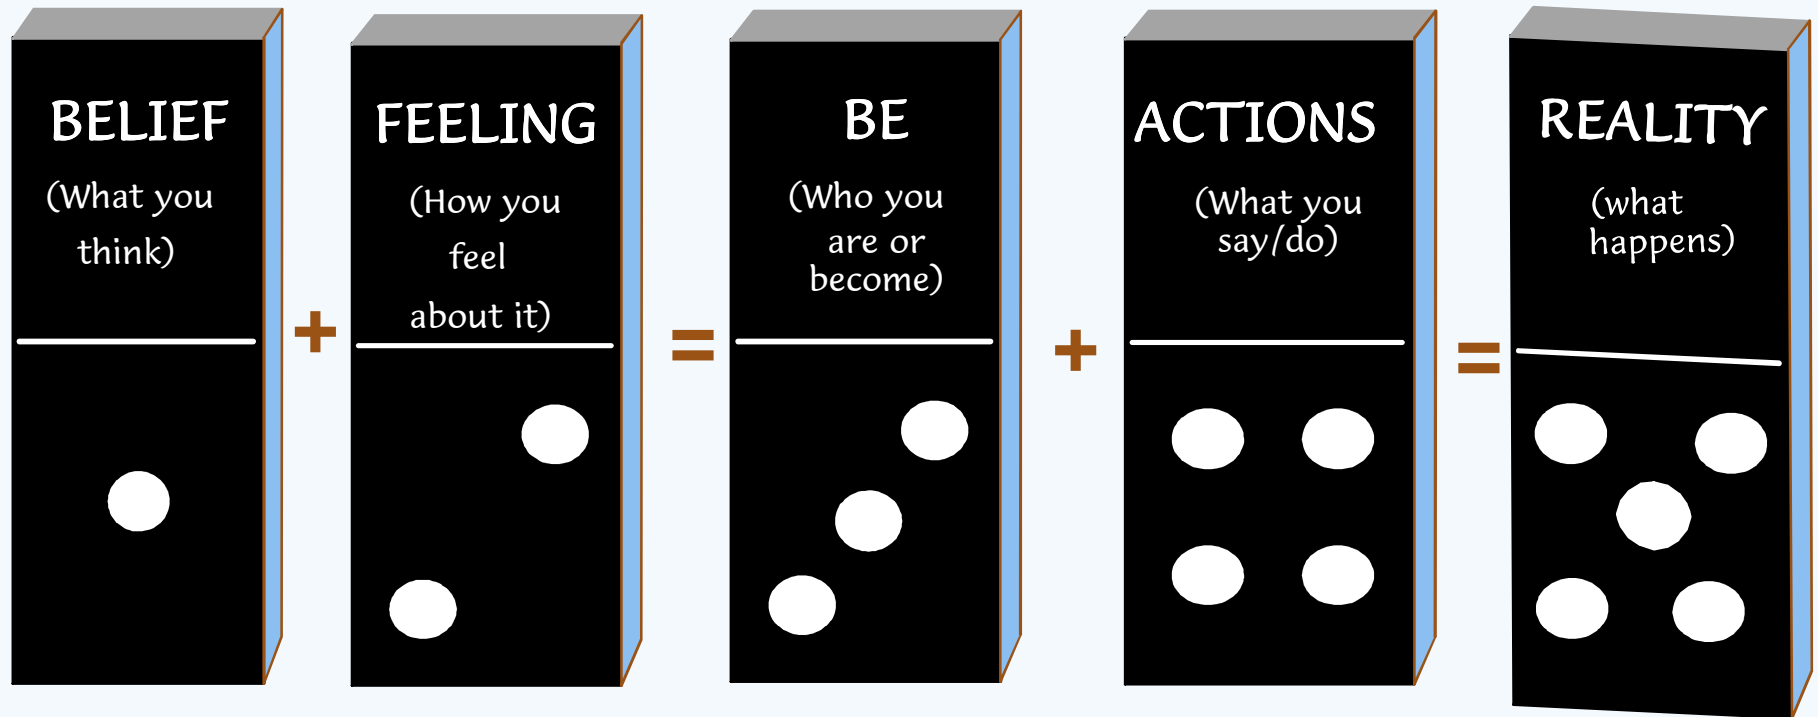 BELIEF
(What you
think)
+
FEELING
(How you
feel
about it)
=
BE
(Who you
are or
become)
+
ACTIONS
(What you
say/do)
=
REALITY
(what
happens)